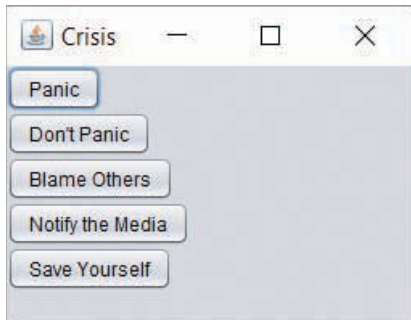 Crisis
Panic
Don't Panic
Blame Others
Notify the Media
Save Yourself